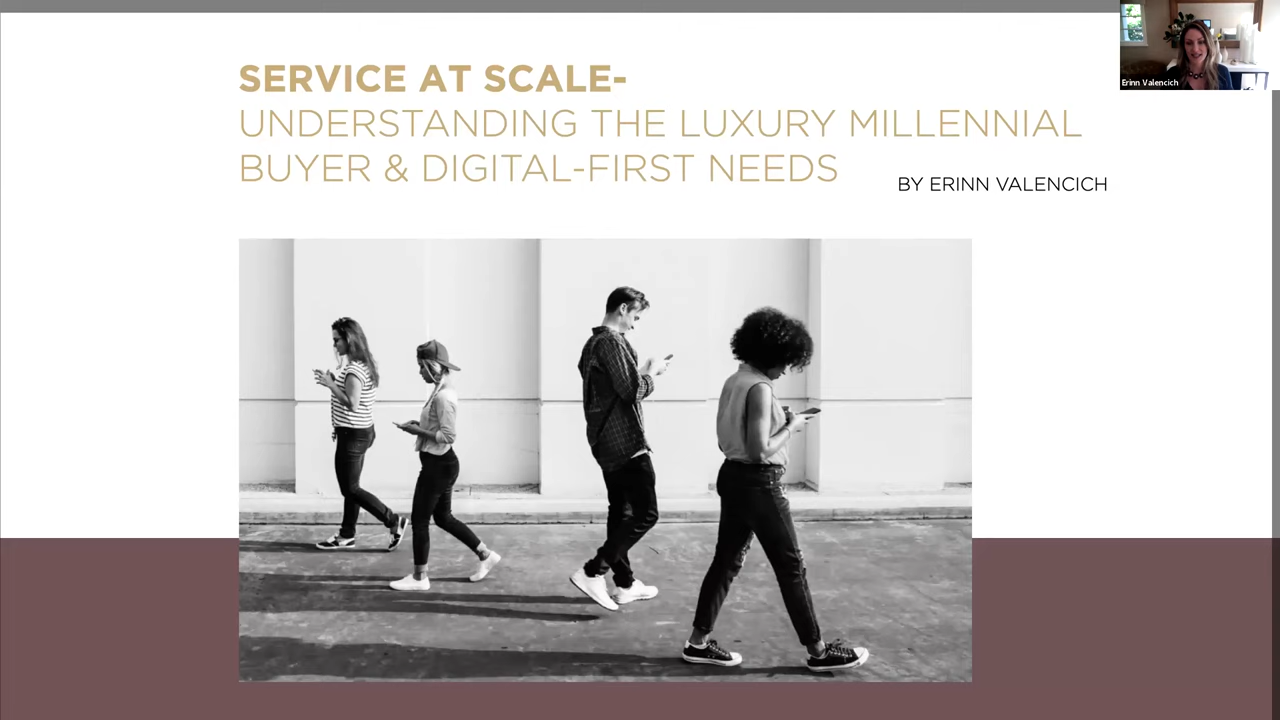 SERVICE AT SCALE-
UNDERSTANDING THE LUXURY MILLENNIAL
BUYER & DIGITAL-FIRST NEEDS
BY ERINN VALENCICH
Erinn Valencich